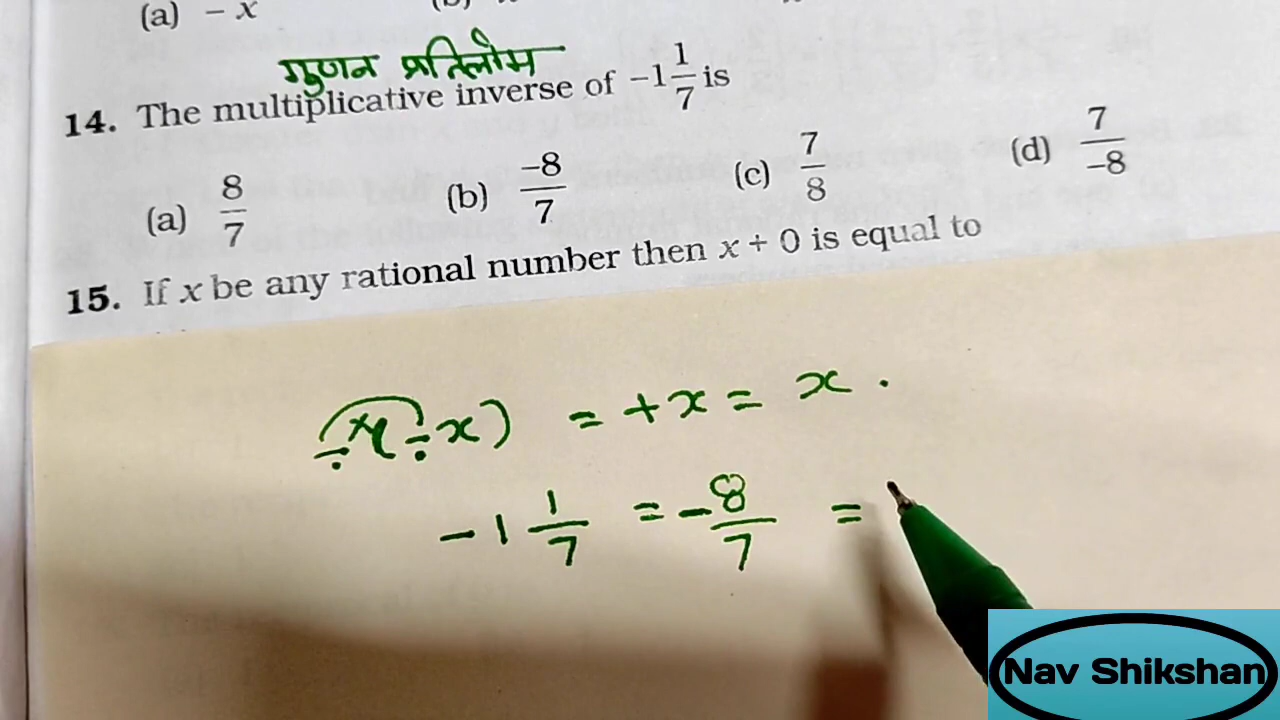 (a) – x
गुणन प्रतिलोम
14. The multiplicative inverse of –1 1/7 is
(a) 8/7 (b) –8/7 (c) 7/8 (d) 7/–8
15. If x be any rational number then x + 0 is equal to
= +x = x .
–1 1/7 = –8/7 =
Nav Shikshan